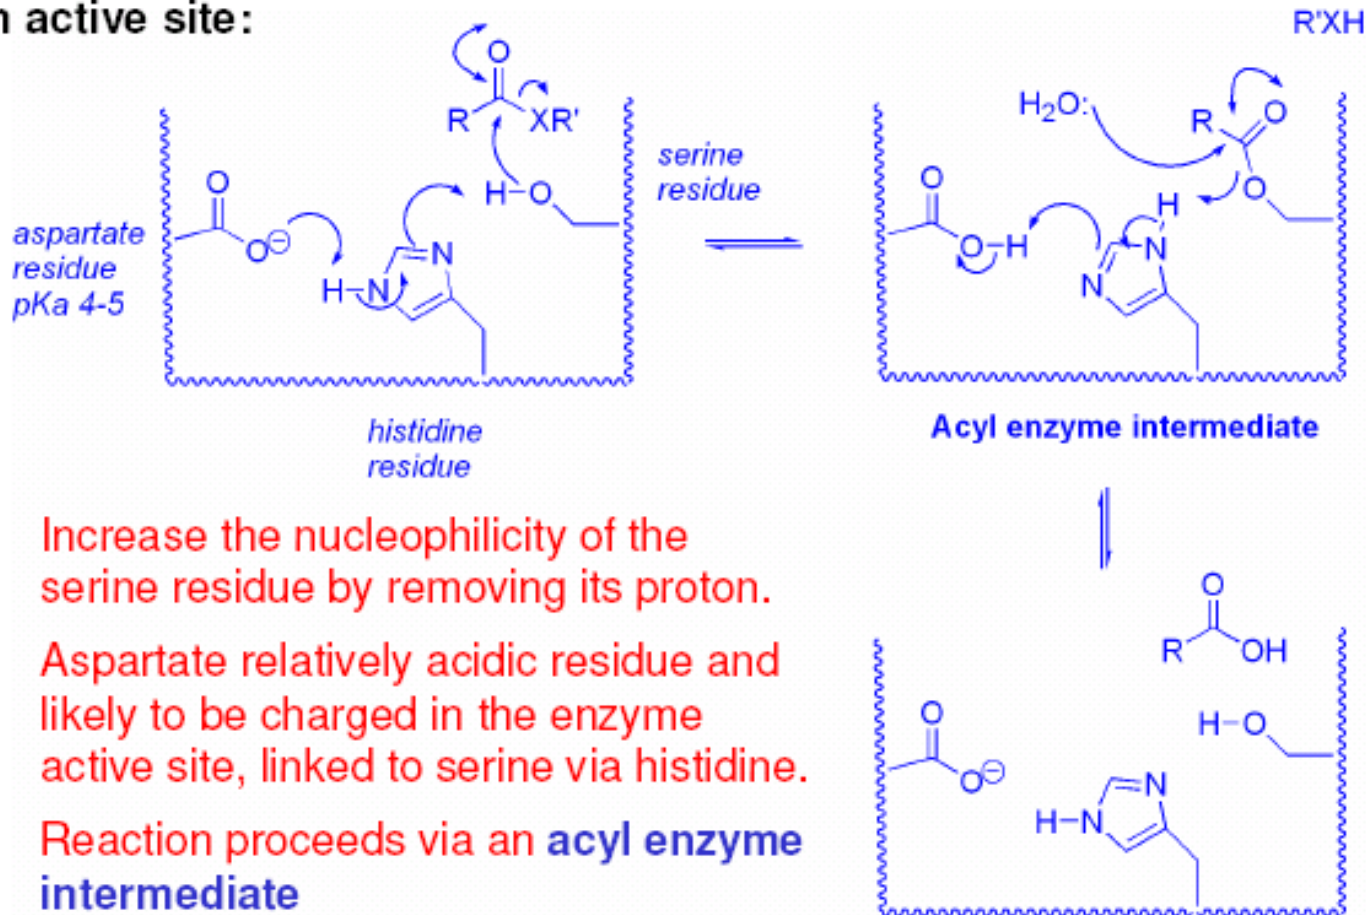 n active site:
R'XH
O
R
XR'
H–O
serine
residue
O
O⊖
aspartate
residue
pKa 4-5
N
H–N
histidine
residue
H₂O:
R
O
O
O
O–H
H
N
N
Acyl enzyme intermediate
Increase the nucleophilicity of the
serine residue by removing its proton.
Aspartate relatively acidic residue and
likely to be charged in the enzyme
active site, linked to serine via histidine.
Reaction proceeds via an acyl enzyme
intermediate
O
R
OH
H–O
O
O⊖
N
H–N